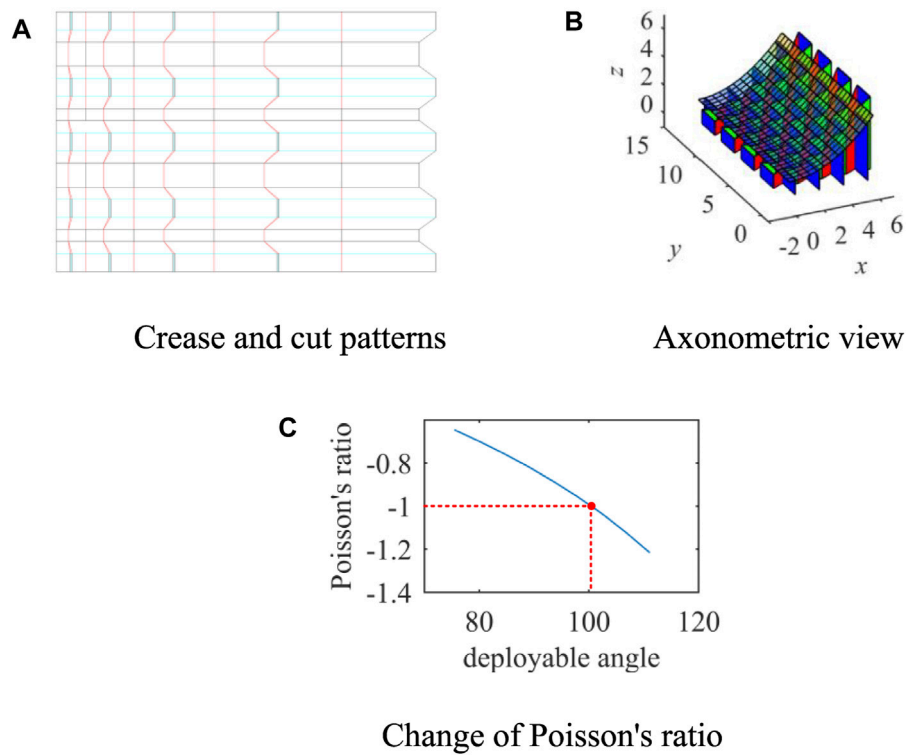 A
B
6
4
2
0
z
15
10
5
0
y
-2 0 2 4 6
x
Crease and cut patterns
Axonometric view
C
Poisson's ratio
-0.8
-1
-1.2
-1.4
80 100 120
deployable angle
Change of Poisson's ratio